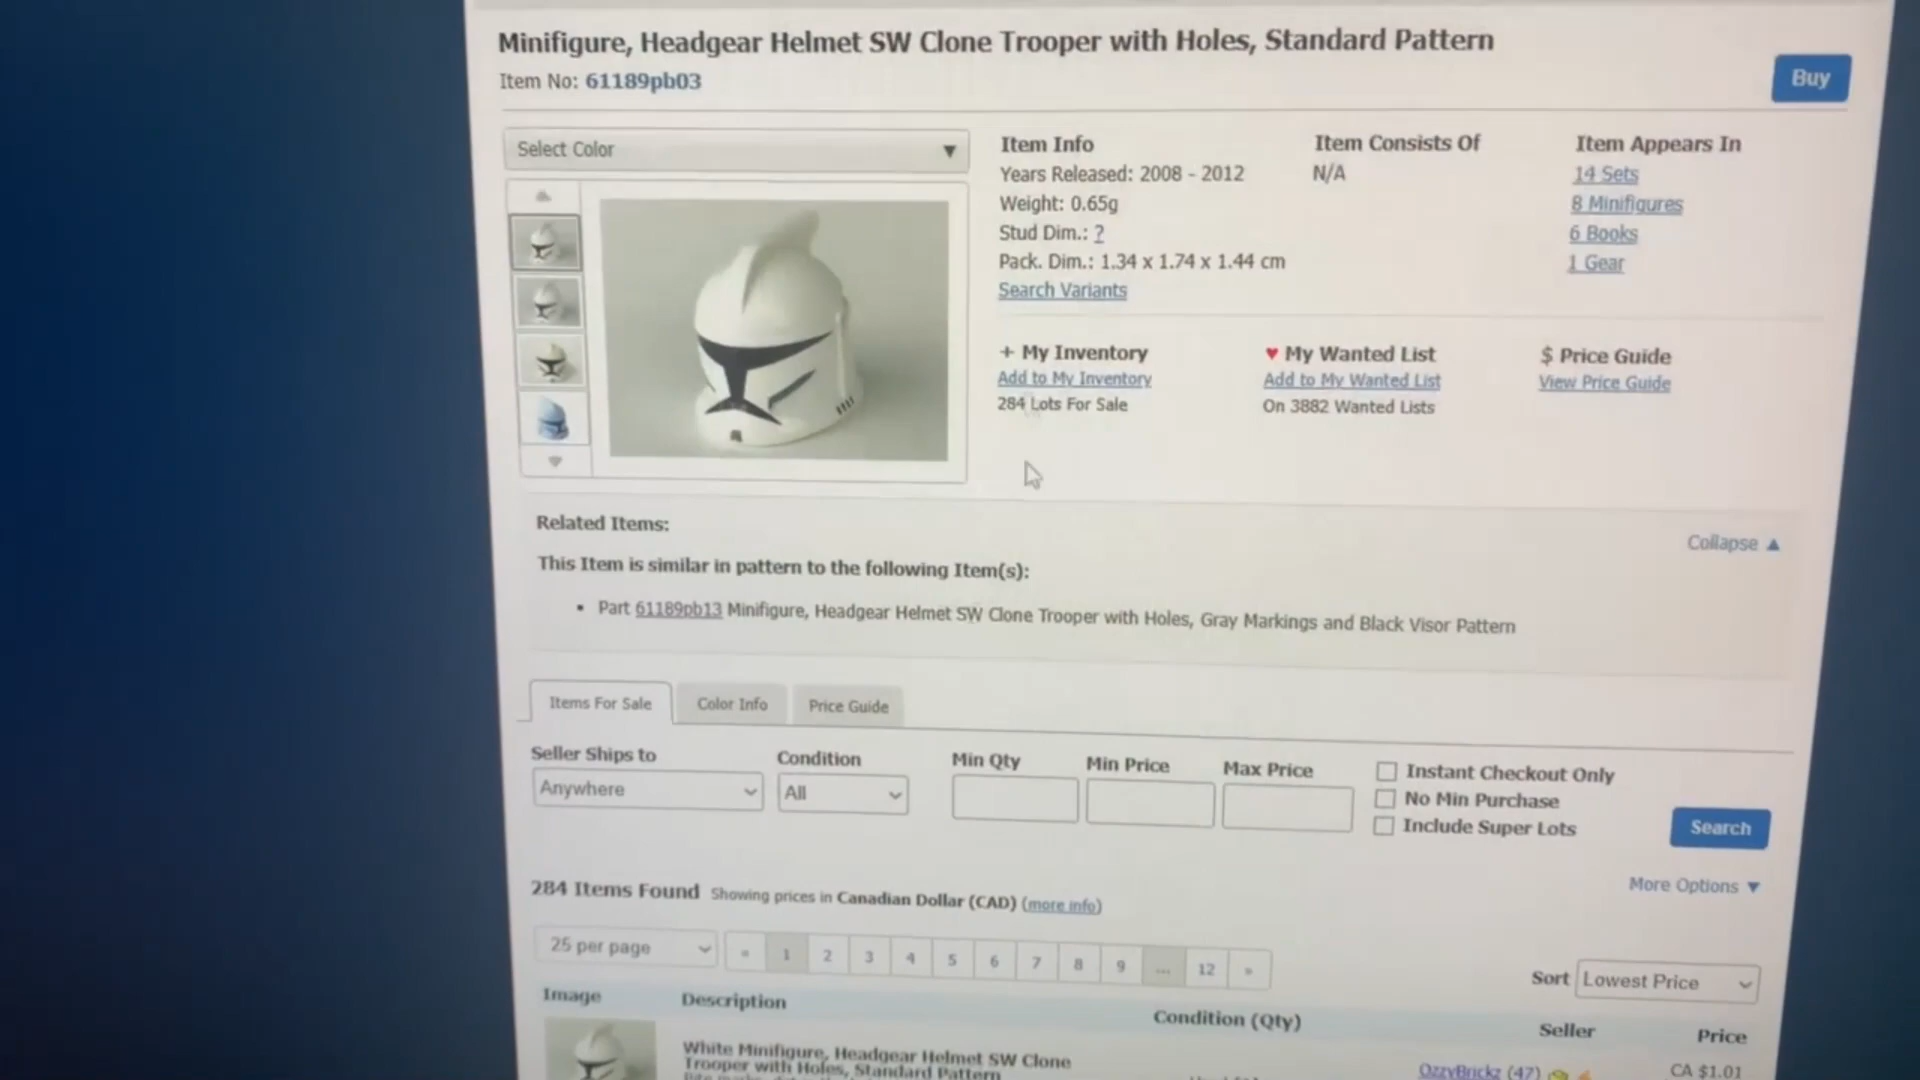 Minifigure, Headgear Helmet SW Clone Trooper with Holes, Standard Pattern
Item No: 61189pb03
Buy
Select Color
Item Info
Years Released: 2008 - 2012
Weight: 0.65g
Stud Dim.: ?
Pack. Dim.: 1.34 x 1.74 x 1.44 cm
Search Variants
Item Consists Of
N/A
Item Appears In
14 Sets
8 Minifigures
6 Books
1 Gear
+ My Inventory
Add to My Inventory
284 Lots For Sale
♥ My Wanted List
Add to My Wanted List
On 3882 Wanted Lists
$ Price Guide
View Price Guide
Related Items:
Collapse ▲
This Item is similar in pattern to the following Item(s):
• Part 61189pb13 Minifigure, Headgear Helmet SW Clone Trooper with Holes, Gray Markings and Black Visor Pattern
Items For Sale
Color Info
Price Guide
Seller Ships to
Anywhere
Condition
All
Min Qty
Min Price
Max Price
Instant Checkout Only
No Min Purchase
Include Super Lots
Search
More Options ▼
284 Items Found Showing prices in Canadian Dollar (CAD) (more info)
25 per page
« 1 2 3 4 5 6 7 8 9 ... 12 »
Sort Lowest Price
Image Description Condition (Qty) Seller Price
White Minifigure, Headgear Helmet SW Clone
Trooper with Holes, Standard Pattern
OzzyBrickz (47)
CA $1.01